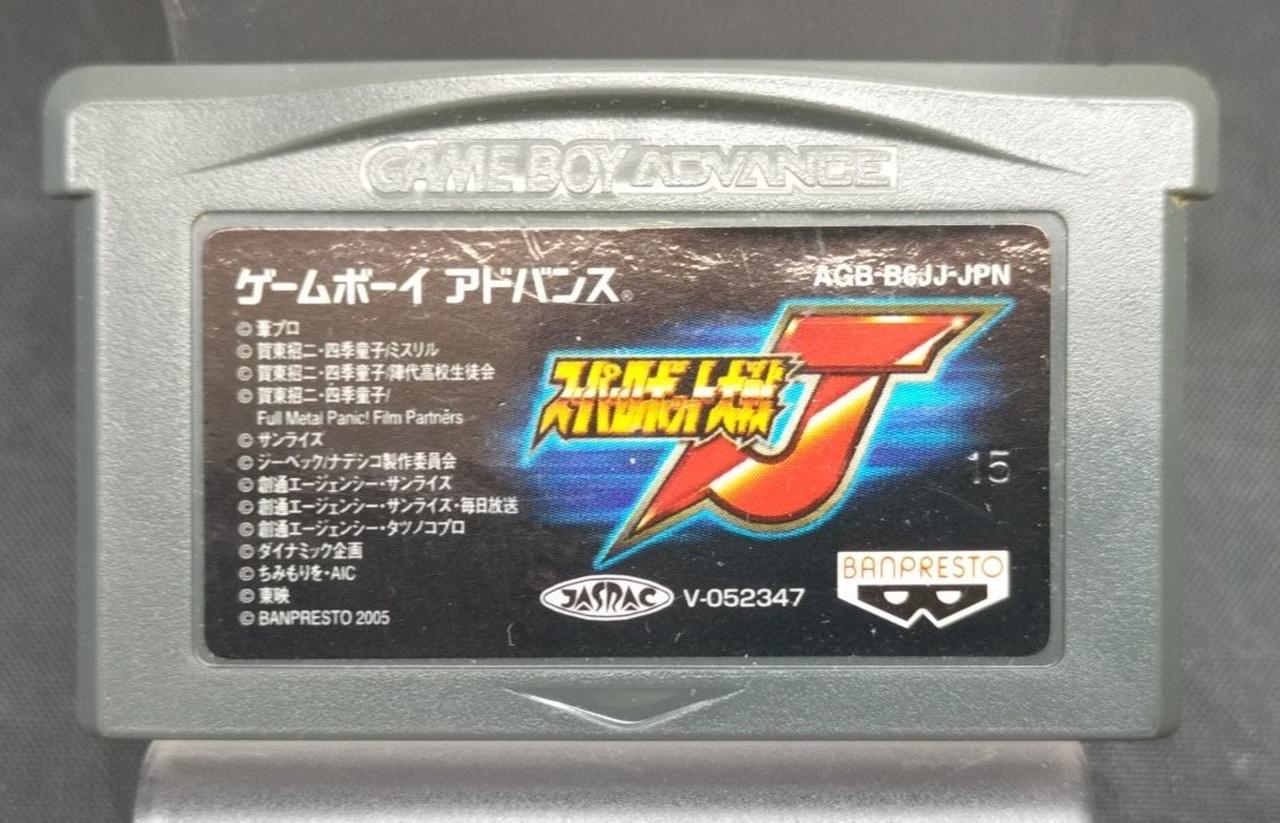 GAME BOY ADVANCE
ゲームボーイ アドバンス®
AGB-B6JJ-JPN
© 葦プロ
© 賀東招二・四季童子/ミスリル
© 賀東招二・四季童子/陣代高校生徒会
© 賀東招二・四季童子/
Full Metal Panic! Film Partners
© サンライズ
© ジーベック/ナデシコ製作委員会
© 創通エージェンシー・サンライズ
© 創通エージェンシー・サンライズ・毎日放送
© 創通エージェンシー・タツノコプロ
© ダイナミック企画
© ちみもりを・AIC
© 東映
© BANPRESTO 2005
スーパーロボット大戦 J
15
JASRAC V-052347
BANPRESTO